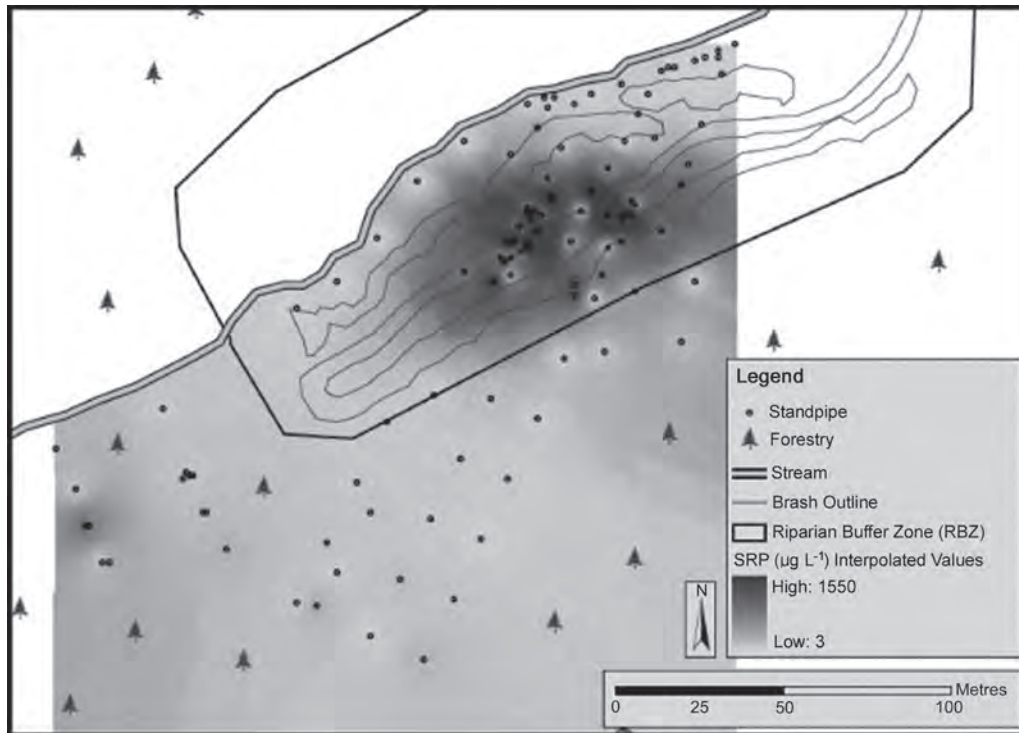 Legend
Standpipe
Forestry
Stream
Brash Outline
Riparian Buffer Zone (RBZ)
SRP (µg L⁻¹) Interpolated Values
High: 1550
Low: 3
N
Metres
0 25 50 100